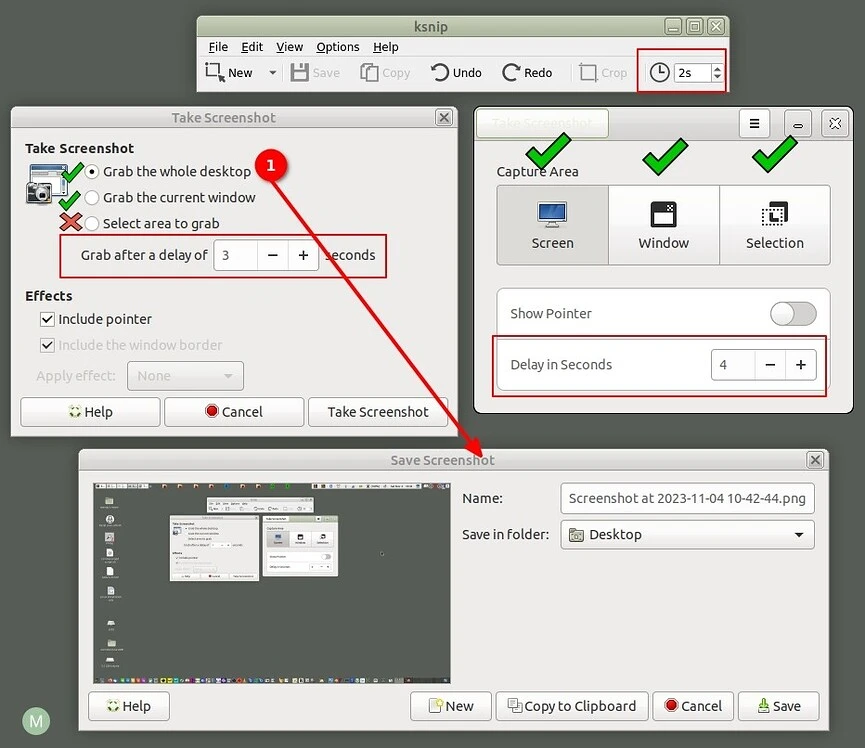 ksnip
File Edit View Options Help
New Save Copy Undo Redo Crop 2s
Take Screenshot
Take Screenshot
Grab the whole desktop
1
Grab the current window
Select area to grab
Grab after a delay of 3 seconds
Effects
Include pointer
Include the window border
Apply effect: None
Help Cancel Take Screenshot
Take Screenshot
Capture Area
Screen Window Selection
Show Pointer
Delay in Seconds 4
Save Screenshot
Name: Screenshot at 2023-11-04 10-42-44.png
Save in folder: Desktop
Help New Copy to Clipboard Cancel Save
M